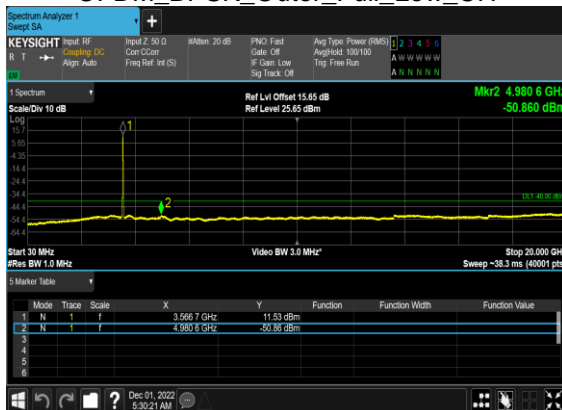 Spectrum Analyzer 1
Swept SA
KEYSIGHT Input: RF Input Z: 50 Ω #Atten: 20 dB PNO: Fast Avg Type: Power (RMS) 1 2 3 4 5 6
R T Coupling: DC Corr CCorr Gate: Off Avg|Hold: 100/100 A W W W W W
Align: Auto Freq Ref: Int (S) IF Gain: Low Trig: Free Run
Sig Track: Off A N N N N N
1 Spectrum
Ref Lvl Offset 15.65 dB Mkr2 4.980 6 GHz
Scale/Div 10 dB Ref Level 25.65 dBm -50.860 dBm
Log
15.7
5.65
-4.35
-14.4
-24.4
-34.4
-44.4
-54.4
-64.4
1
2
Start 30 MHz Video BW 3.0 MHz* Stop 20.000 GH
#Res BW 1.0 MHz Sweep ~38.3 ms (40001 pts
5 Marker Table
Mode Trace Scale X Y Function Function Width Function Value
1 N 1 f 3.566 7 GHz 11.53 dBm
2 N 1 f 4.980 6 GHz -50.86 dBm
3
4
5
6
? Dec 01, 2022
5:30:21 AM